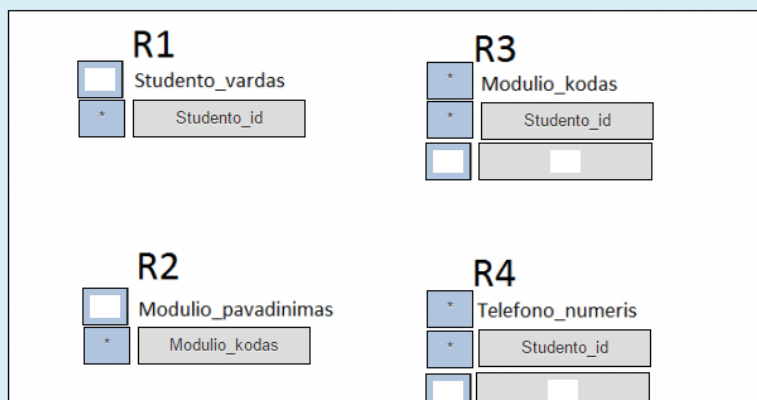 R1
Studento_vardas
* Studento_id
R3
* Modulio_kodas
* Studento_id
R2
Modulio_pavadinimas
* Modulio_kodas
R4
* Telefono_numeris
* Studento_id